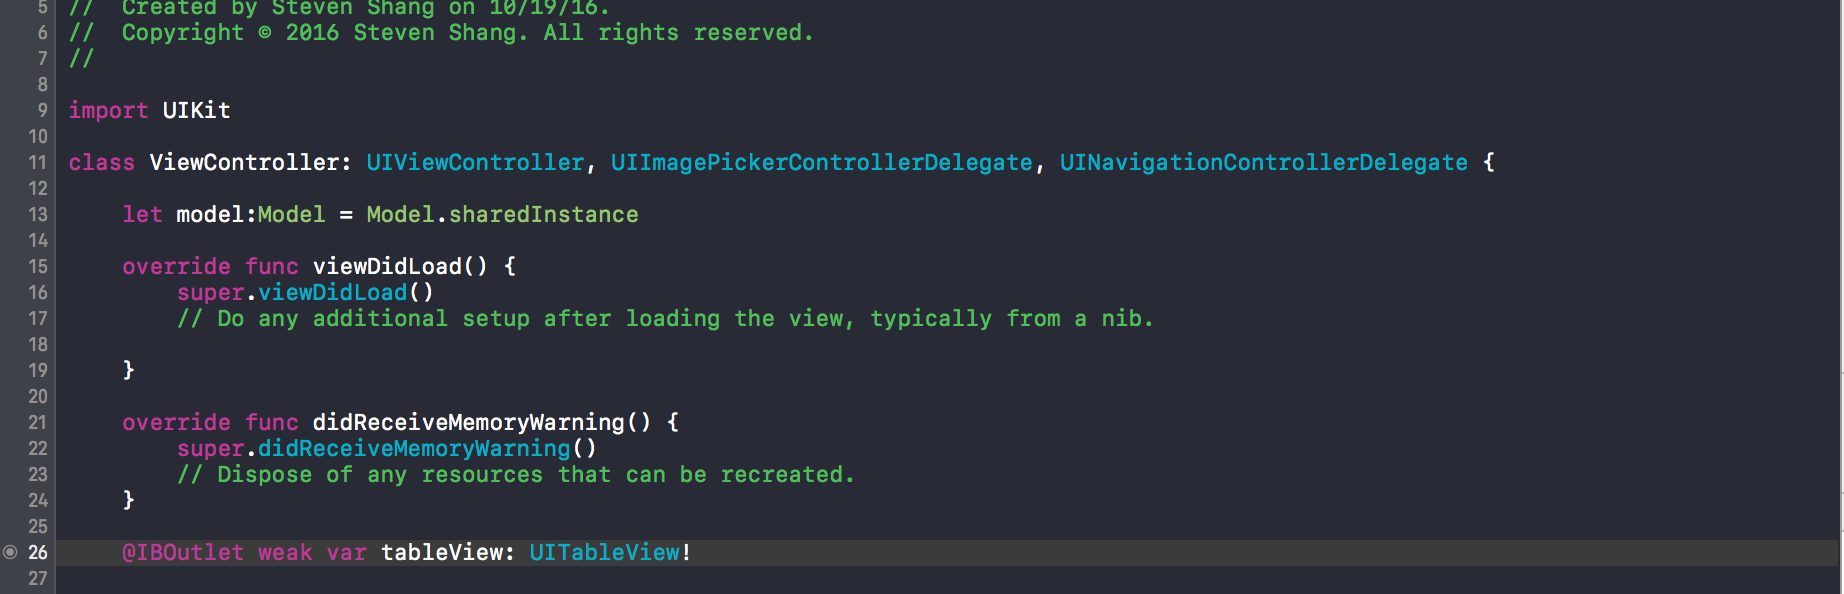 5 //  Created by Steven Shang on 10/19/16.
6 //  Copyright © 2016 Steven Shang. All rights reserved.
7 //
8
9 import UIKit
10
11 class ViewController: UIViewController, UIImagePickerControllerDelegate, UINavigationControllerDelegate {
12
13     let model:Model = Model.sharedInstance
14
15     override func viewDidLoad() {
16         super.viewDidLoad()
17         // Do any additional setup after loading the view, typically from a nib.
18
19     }
20
21     override func didReceiveMemoryWarning() {
22         super.didReceiveMemoryWarning()
23         // Dispose of any resources that can be recreated.
24     }
25
26     @IBOutlet weak var tableView: UITableView!
27